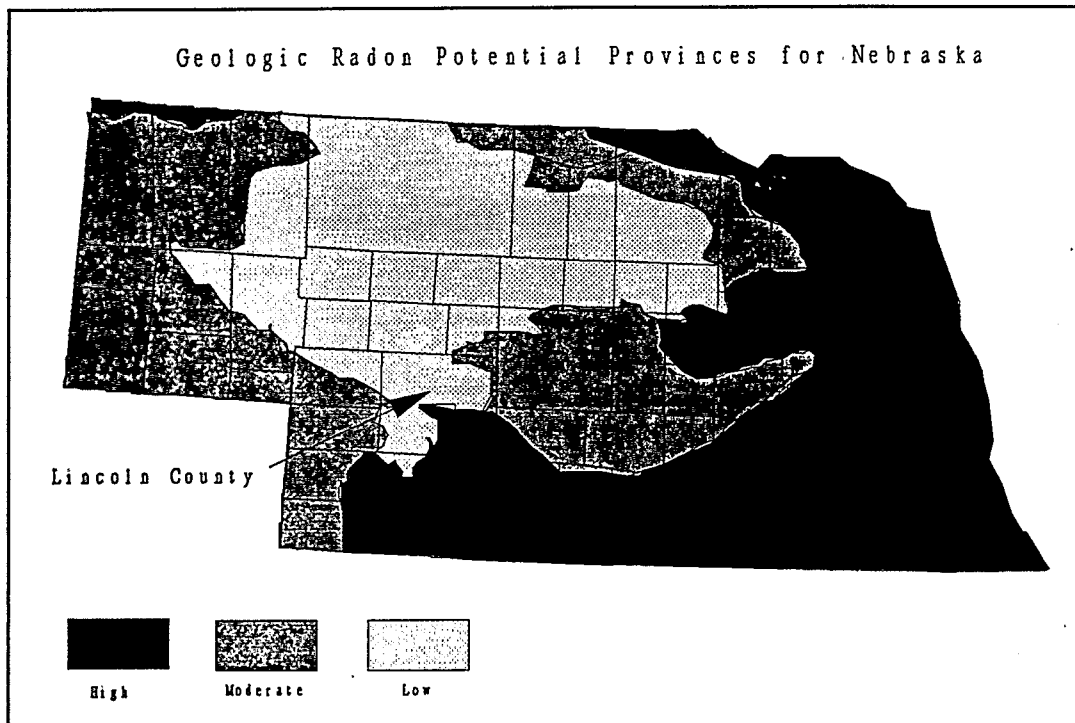 Geologic Radon Potential Provinces for Nebraska
Lincoln County
High
Moderate
Low